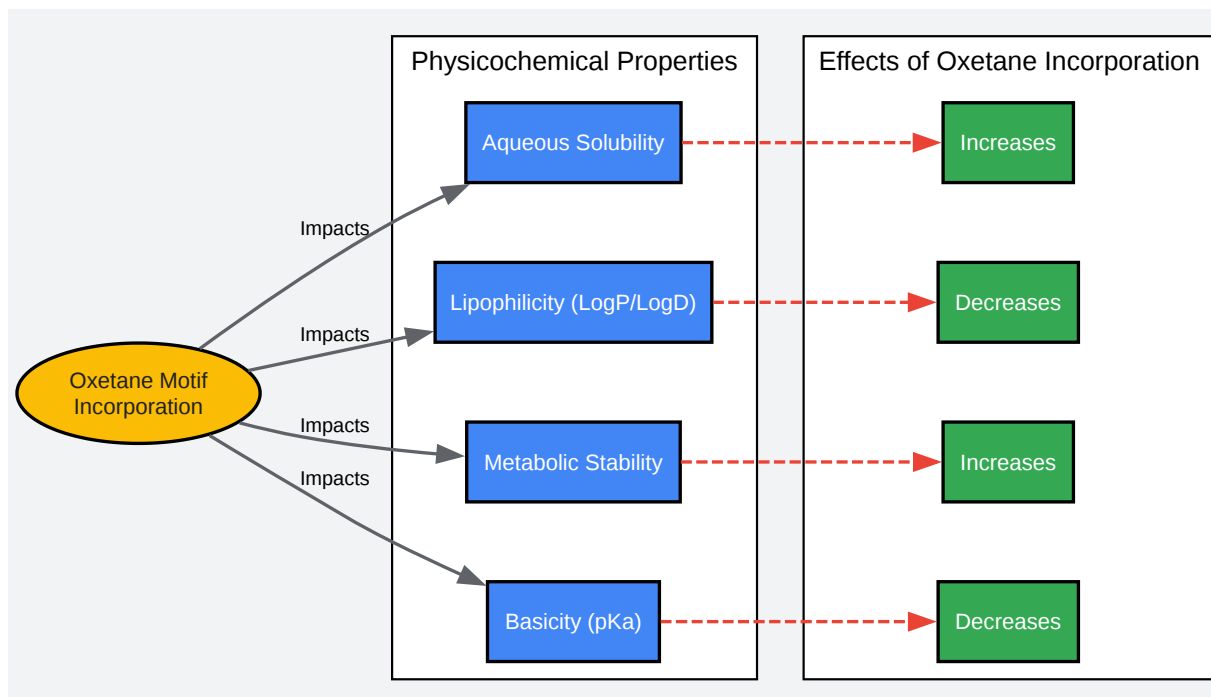 Physicochemical Properties
Effects of Oxetane Incorporation
Aqueous Solubility
Increases
Impacts
Lipophilicity (LogP/LogD)
Decreases
Impacts
Oxetane Motif
Incorporation
Impacts
Metabolic Stability
Increases
Impacts
Basicity (pKa)
Decreases